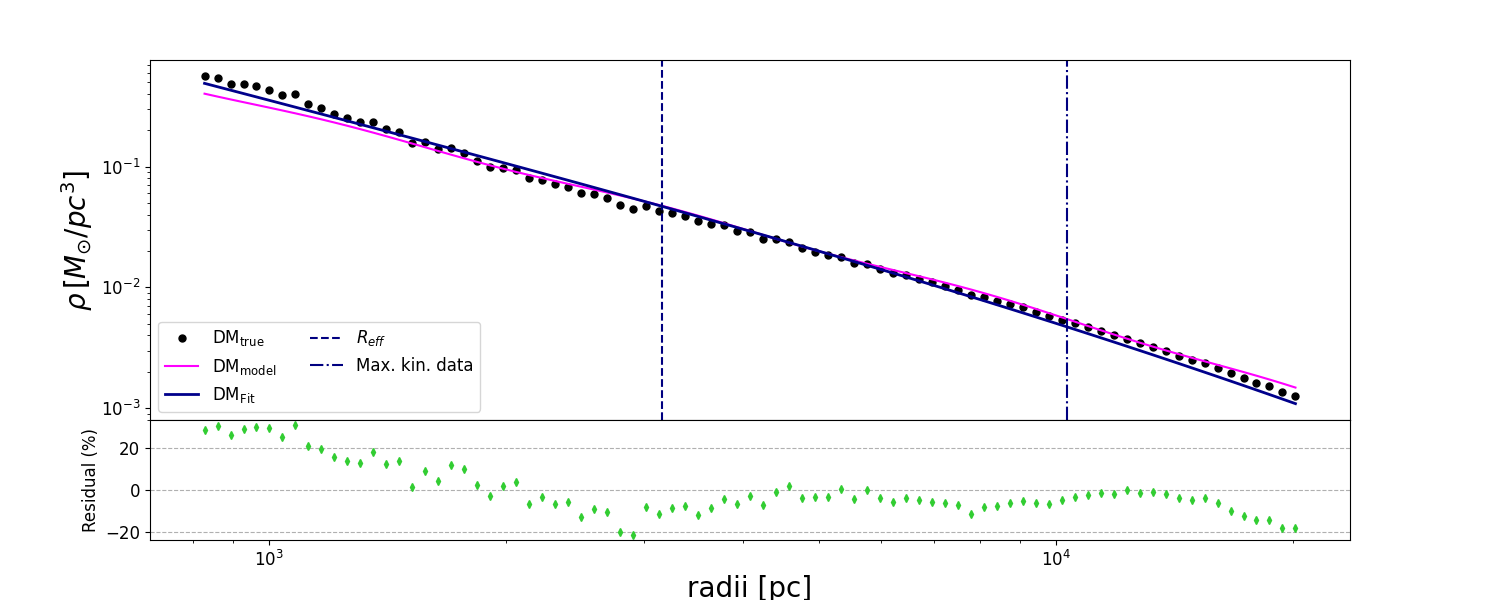 ρ [M⊙/pc³]
10⁻¹
10⁻²
10⁻³
DMtrue
DMmodel
DMFit
Reff
Max. kin. data
Residual (%)
20
0
−20
10³
10⁴
radii [pc]